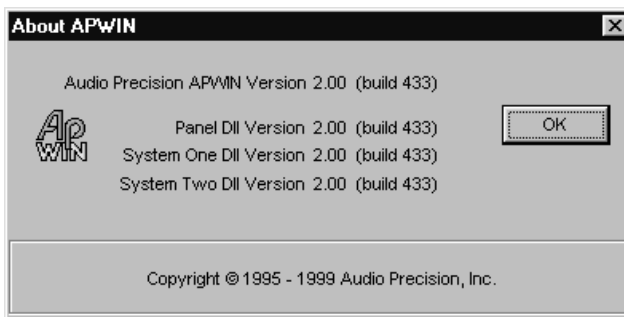 About APWIN
Audio Precision APWIN Version 2.00 (build 433)
Ap
WIN
Panel Dll Version 2.00 (build 433)
OK
System One Dll Version 2.00 (build 433)
System Two Dll Version 2.00 (build 433)
Copyright © 1995 - 1999 Audio Precision, Inc.